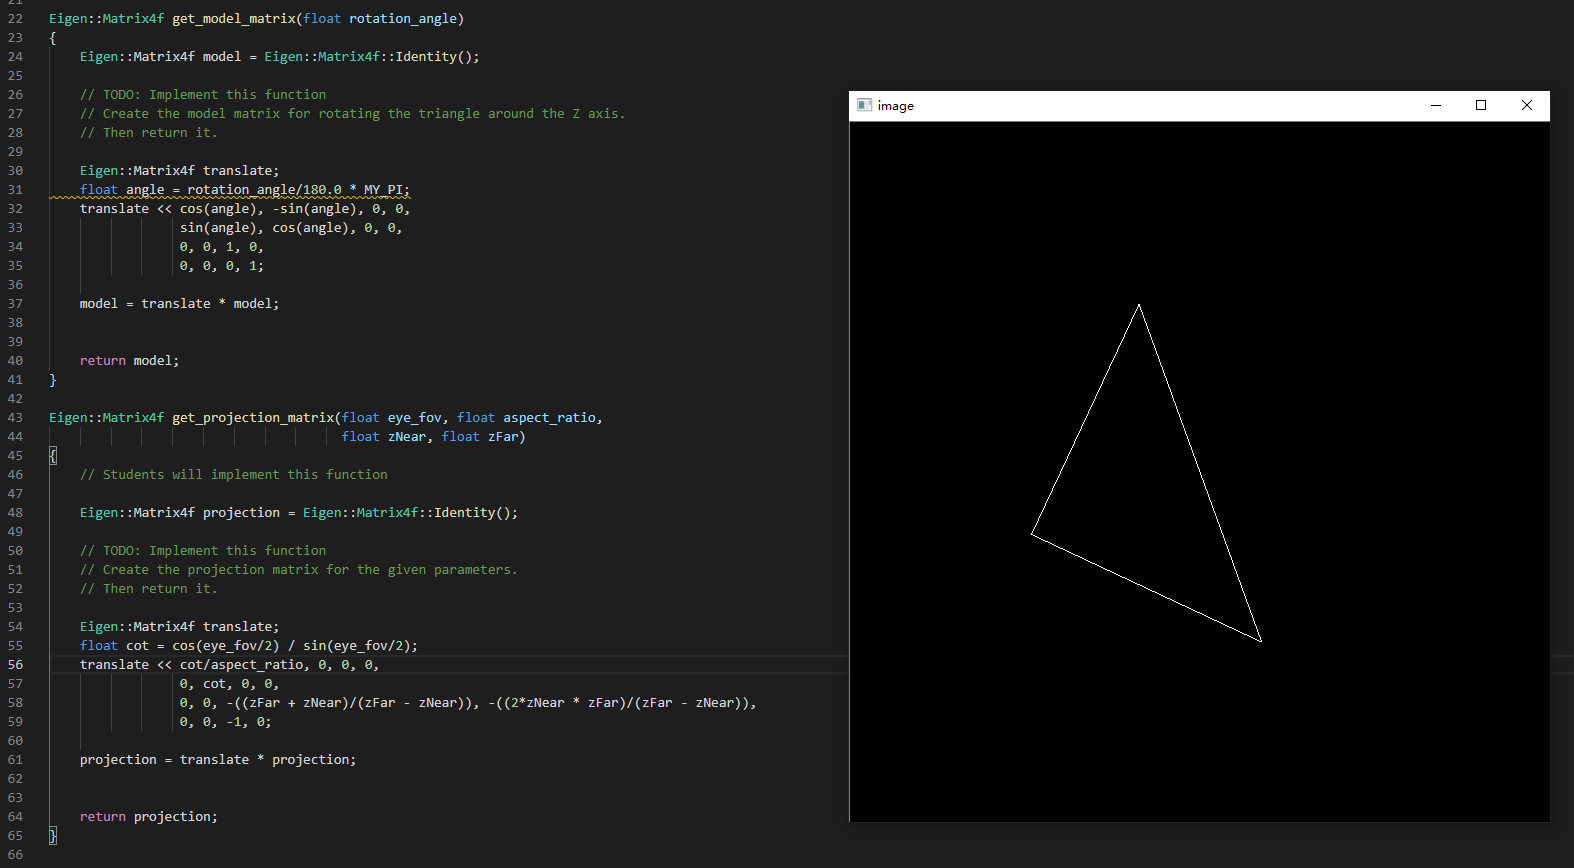 21
22 Eigen::Matrix4f get_model_matrix(float rotation_angle)
23 {
24     Eigen::Matrix4f model = Eigen::Matrix4f::Identity();
25
26     // TODO: Implement this function
27     // Create the model matrix for rotating the triangle around the Z axis.
28     // Then return it.
29
30     Eigen::Matrix4f translate;
31     float angle = rotation_angle/180.0 * MY_PI;
32     translate << cos(angle), -sin(angle), 0, 0,
33                  sin(angle), cos(angle), 0, 0,
34                  0, 0, 1, 0,
35                  0, 0, 0, 1;
36
37     model = translate * model;
38
39
40     return model;
41 }
42
43 Eigen::Matrix4f get_projection_matrix(float eye_fov, float aspect_ratio,
44                                       float zNear, float zFar)
45 {
46     // Students will implement this function
47
48     Eigen::Matrix4f projection = Eigen::Matrix4f::Identity();
49
50     // TODO: Implement this function
51     // Create the projection matrix for the given parameters.
52     // Then return it.
53
54     Eigen::Matrix4f translate;
55     float cot = cos(eye_fov/2) / sin(eye_fov/2);
56     translate << cot/aspect_ratio, 0, 0, 0,
57                  0, cot, 0, 0,
58                  0, 0, -((zFar + zNear)/(zFar - zNear)), -((2*zNear * zFar)/(zFar - zNear)),
59                  0, 0, -1, 0;
60
61     projection = translate * projection;
62
63
64     return projection;
65 }
66
image